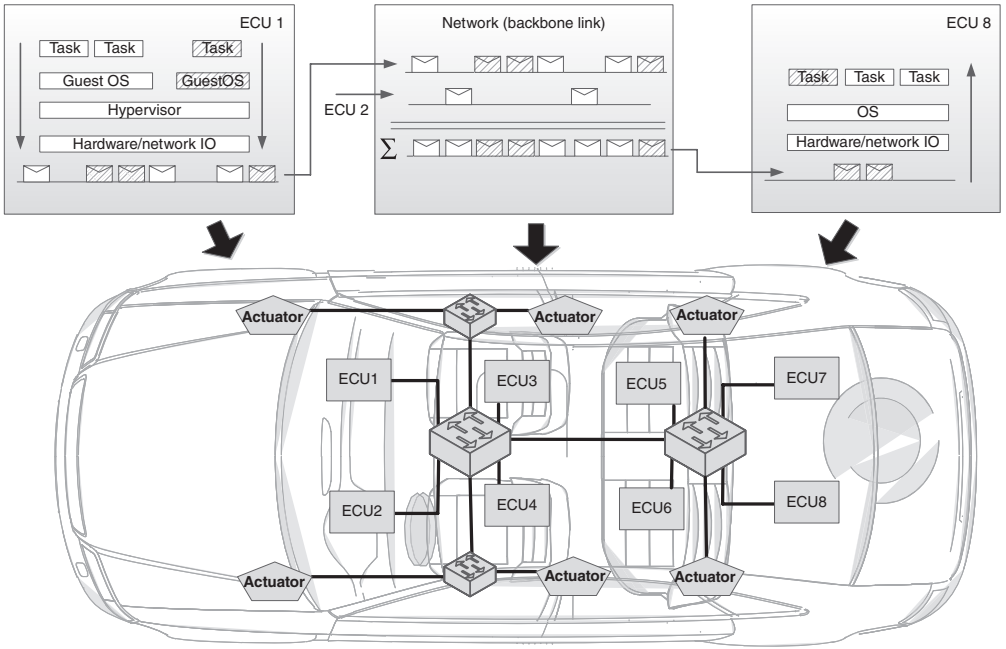 ECU 1
Task Task Task
Guest OS GuestOS
Hypervisor
Hardware/network IO
Network (backbone link)
ECU 2
Σ
ECU 8
Task Task Task
OS
Hardware/network IO
Actuator Actuator Actuator
ECU1 ECU3 ECU5 ECU7
ECU2 ECU4 ECU6 ECU8
Actuator Actuator Actuator